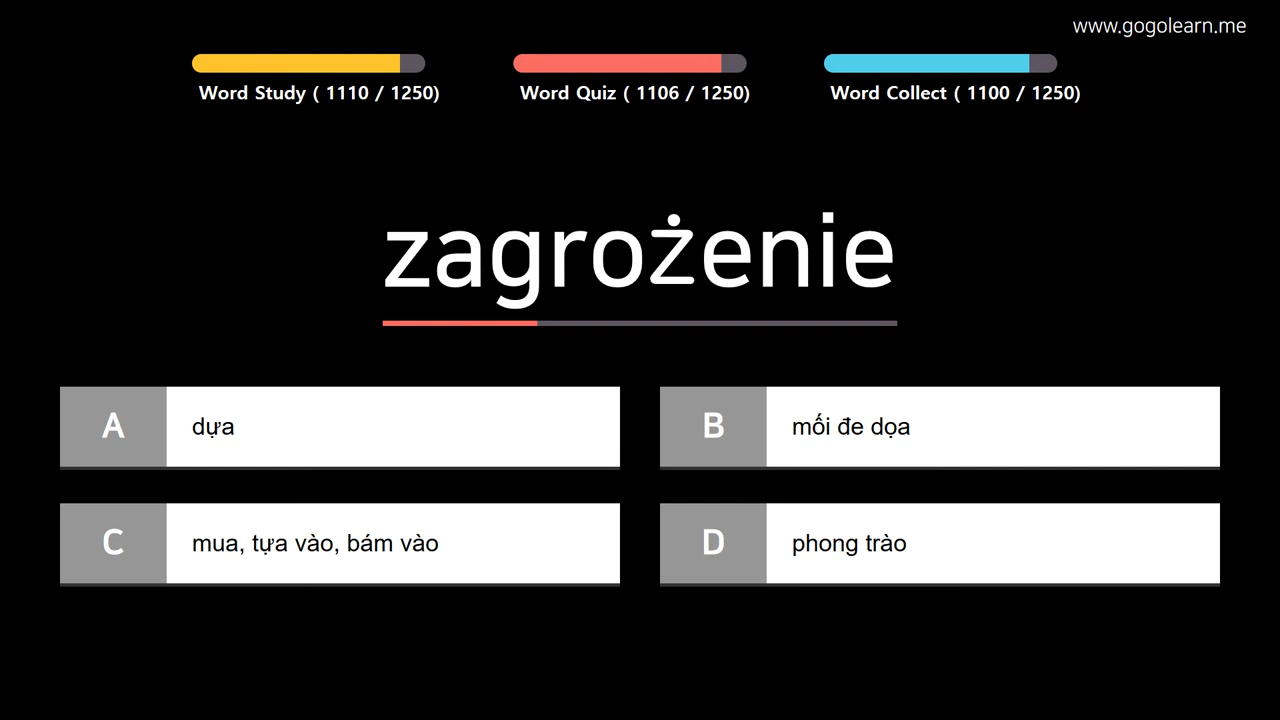 www.gogolearn.me
Word Study ( 1110 / 1250)
Word Quiz ( 1106 / 1250)
Word Collect ( 1100 / 1250)
zagrożenie
A dựa
B mối đe dọa
C mua, tựa vào, bám vào
D phong trào